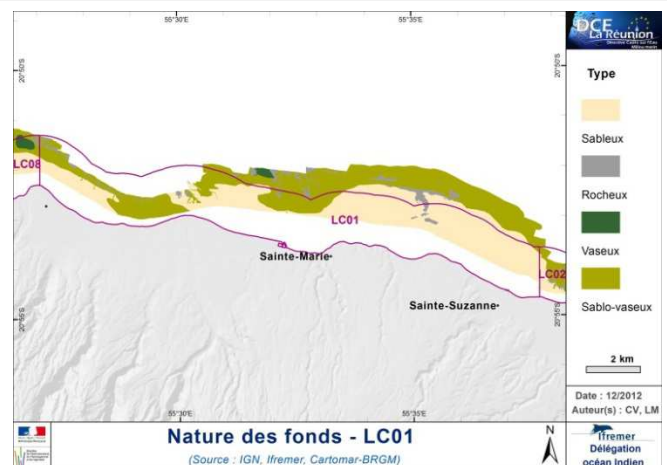 55°30'E
55°35'E
DCE
La Réunion
20°50'S
20°50'S
Type
Sableux
Rocheux
Vaseux
Sablo-vaseux
LC08
LC01
LC02
Sainte-Marie
Sainte-Suzanne
20°55'S
20°55'S
2 km
Date : 12/2012
Auteur(s) : CV, LM
55°30'E
55°35'E
Nature des fonds - LC01
(Source : IGN, Ifremer, Cartomar-BRGM)
N
Ifremer
Délégation
océan Indien